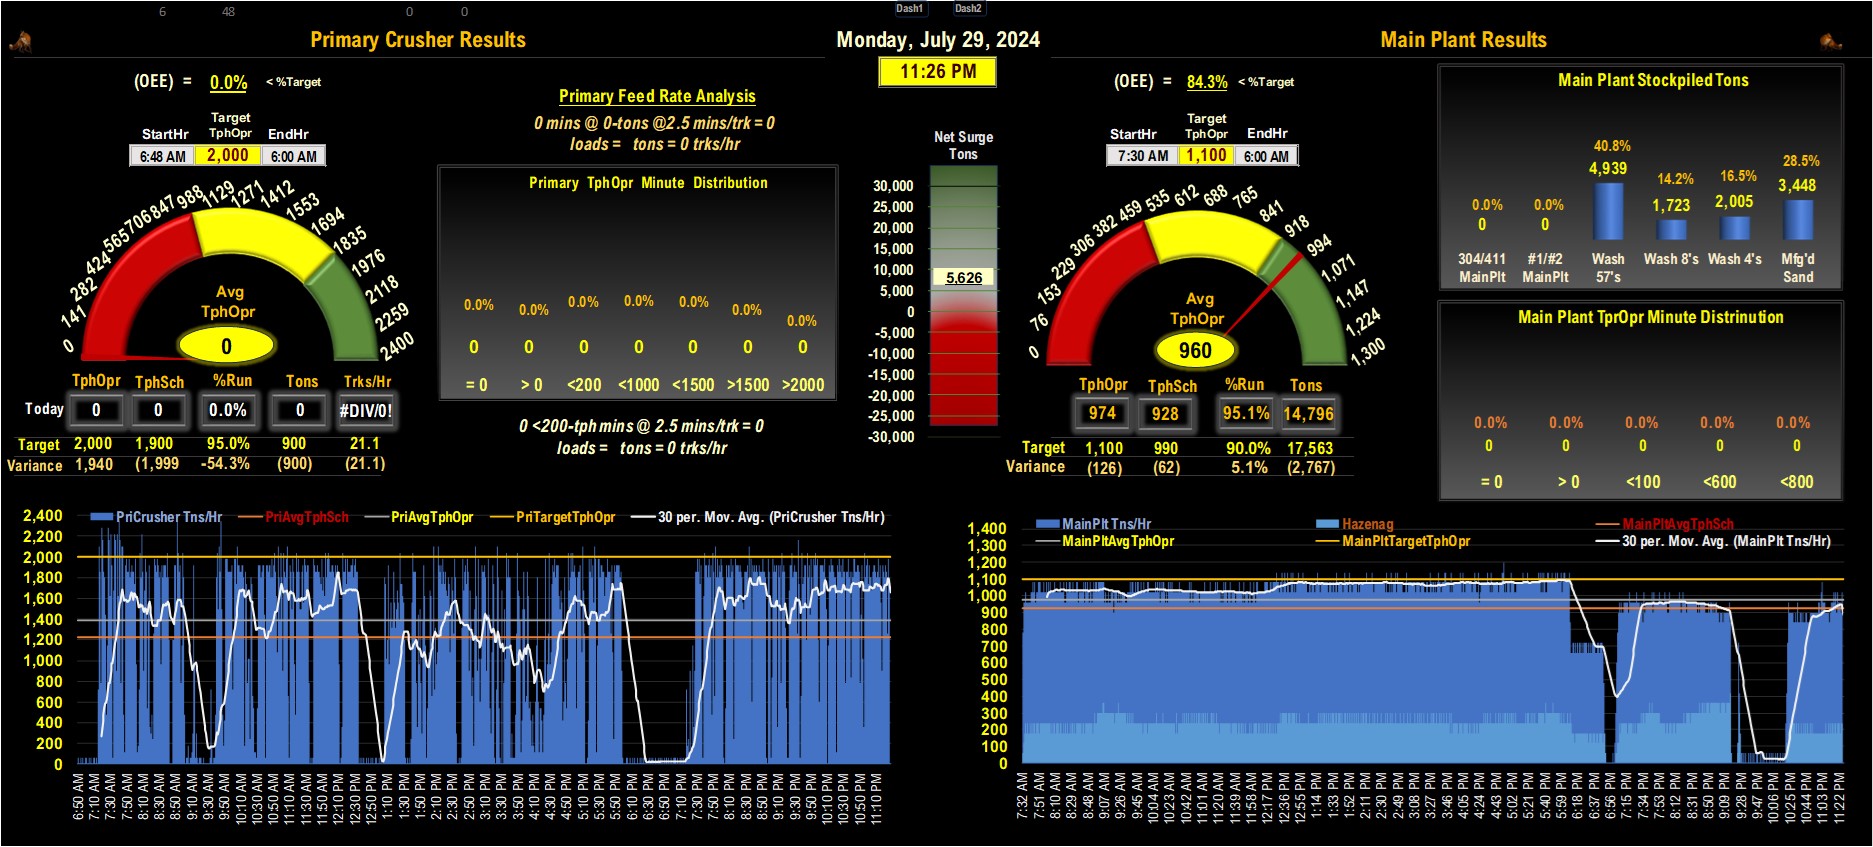 6 48 0 0 Dash1 Dash2
Primary Crusher Results
Monday, July 29, 2024
Main Plant Results
11:26 PM
(OEE) = 0.0% < %Target
Target
StartHr TphOpr EndHr
6:48 AM 2,000 6:00 AM
0 141 282 424 565 706 847 988 1129 1271 1412 1553 1694 1835 1976 2118 2259 2400
Avg
TphOpr
0
TphOpr TphSch %Run Tons Trks/Hr
Today 0 0 0.0% 0 #DIV/0!
Target 2,000 1,900 95.0% 900 21.1
Variance 1,940 (1,999 -54.3% (900) (21.1)
Primary Feed Rate Analysis
0 mins @ 0-tons @2.5 mins/trk = 0
loads = tons = 0 trks/hr
Primary TphOpr Minute Distribution
0.0% 0.0% 0.0% 0.0% 0.0% 0.0% 0.0%
0 0 0 0 0 0 0
= 0 > 0 <200 <1000 <1500 >1500 >2000
0 <200-tph mins @ 2.5 mins/trk = 0
loads = tons = 0 trks/hr
Net Surge
Tons
30,000
25,000
20,000
15,000
10,000
5,626
5,000
0
-5,000
-10,000
-15,000
-20,000
-25,000
-30,000
(OEE) = 84.3% < %Target
Target
StartHr TphOpr EndHr
7:30 AM 1,100 6:00 AM
0 76 153 229 306 382 459 535 612 688 765 841 918 994 1,071 1,147 1,224 1,300
Avg
TphOpr
960
TphOpr TphSch %Run Tons
974 928 95.1% 14,796
Target 1,100 990 90.0% 17,563
Variance (126) (62) 5.1% (2,767)
Main Plant Stockpiled Tons
0.0% 0.0% 40.8% 14.2% 16.5% 28.5%
0 0 4,939 1,723 2,005 3,448
304/411 #1/#2 Wash Wash 8's Wash 4's Mfg'd
MainPlt MainPlt 57's Sand
Main Plant TprOpr Minute Distrinution
0.0% 0.0% 0.0% 0.0% 0.0%
0 0 0 0 0
= 0 > 0 <100 <600 <800
PriCrusher Tns/Hr PriAvgTphSch PriAvgTphOpr PriTargetTphOpr 30 per. Mov. Avg. (PriCrusher Tns/Hr)
2,400
2,200
2,000
1,800
1,600
1,400
1,200
1,000
800
600
400
200
0
6:50 AM 7:10 AM 7:30 AM 7:50 AM 8:10 AM 8:30 AM 8:50 AM 9:10 AM 9:30 AM 9:50 AM 10:10 AM 10:30 AM 10:50 AM 11:10 AM 11:30 AM 11:50 AM 12:10 PM 12:30 PM 12:50 PM 1:10 PM 1:30 PM 1:50 PM 2:10 PM 2:30 PM 2:50 PM 3:10 PM 3:30 PM 3:50 PM 4:10 PM 4:30 PM 4:50 PM 5:10 PM 5:30 PM 5:50 PM 6:10 PM 6:30 PM 6:50 PM 7:10 PM 7:30 PM 7:50 PM 8:10 PM 8:30 PM 8:50 PM 9:10 PM 9:30 PM 9:50 PM 10:10 PM 10:30 PM 10:50 PM 11:10 PM
MainPlt Tns/Hr Hazenag MainPltAvgTphSch
MainPltAvgTphOpr MainPltTargetTphOpr 30 per. Mov. Avg. (MainPlt Tns/Hr)
1,400
1,300
1,200
1,100
1,000
900
800
700
600
500
400
300
200
100
0
7:32 AM 7:51 AM 8:10 AM 8:29 AM 8:48 AM 9:07 AM 9:26 AM 9:45 AM 10:04 AM 10:23 AM 10:42 AM 11:01 AM 11:20 AM 11:39 AM 11:58 AM 12:17 PM 12:36 PM 12:55 PM 1:14 PM 1:33 PM 1:52 PM 2:11 PM 2:30 PM 2:49 PM 3:08 PM 3:27 PM 3:46 PM 4:05 PM 4:24 PM 4:43 PM 5:02 PM 5:21 PM 5:40 PM 5:59 PM 6:18 PM 6:37 PM 6:56 PM 7:15 PM 7:34 PM 7:53 PM 8:12 PM 8:31 PM 8:50 PM 9:09 PM 9:28 PM 9:47 PM 10:06 PM 10:25 PM 10:44 PM 11:03 PM 11:22 PM